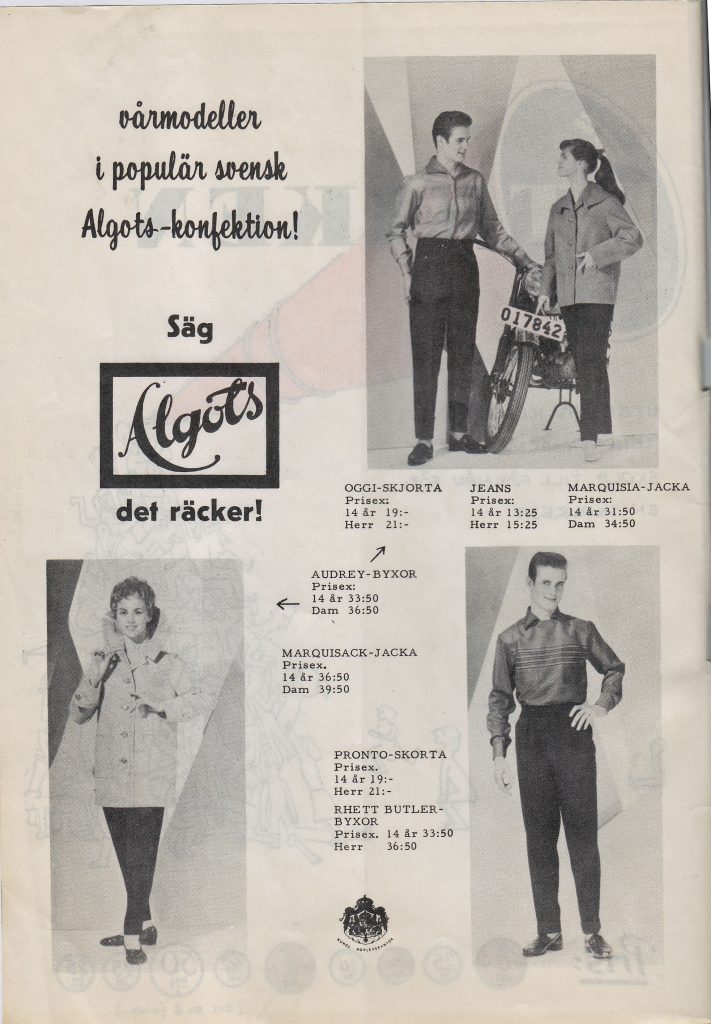 vårmodeller
i populär svensk
Algots-konfektion!
Säg
Algots
det räcker!
017842
OGGI-SKJORTA
Prisex:
14 år 19:-
Herr 21:-
JEANS
Prisex:
14 år 13:25
Herr 15:25
MARQUISIA-JACKA
Prisex:
14 år 31:50
Dam 34:50
AUDREY-BYXOR
Prisex:
14 år 33:50
Dam 36:50
MARQUISACK-JACKA
Prisex.
14 år 36:50
Dam 39:50
PRONTO-SKORTA
Prisex.
14 år 19:-
Herr 21:-
RHETT BUTLER-
BYXOR
Prisex. 14 år 33:50
Herr 36:50
KUNGL HOVLEVERANTÖR